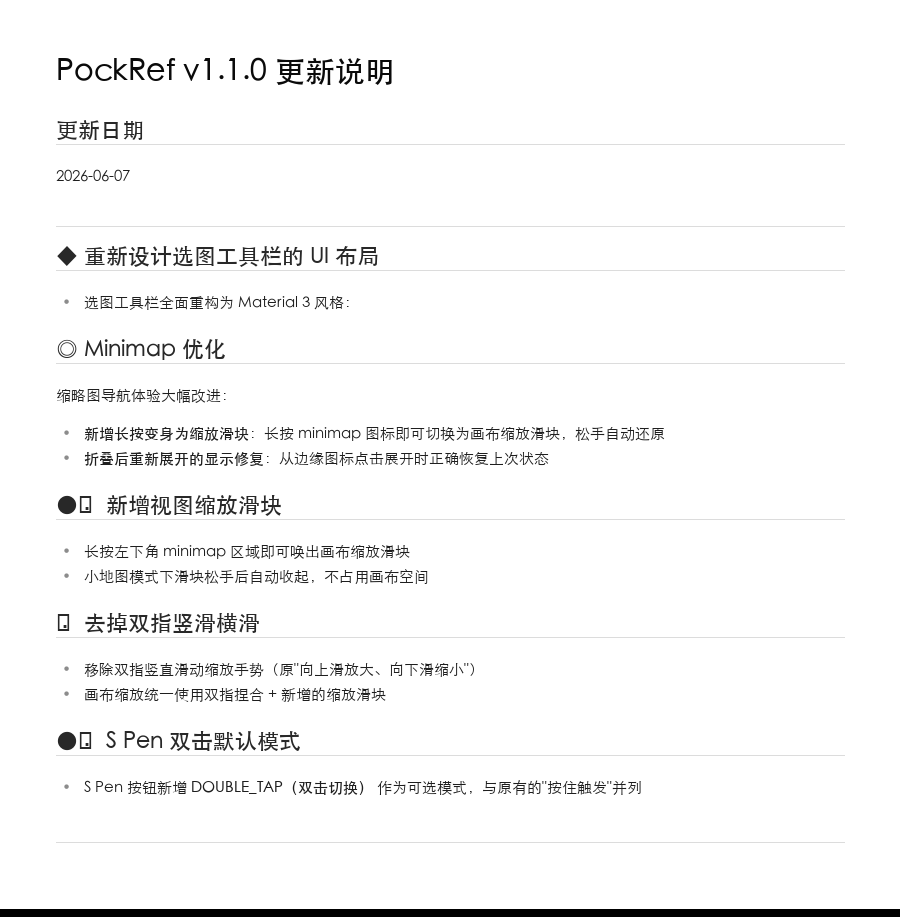 PockRef v1.1.0 更新说明
更新日期
2026-06-07
◆ 重新设计选图工具栏的 UI 布局
• 选图工具栏全面重构为 Material 3 风格：
◎ Minimap 优化
缩略图导航体验大幅改进：
• 新增长按变身为缩放滑块：长按 minimap 图标即可切换为画布缩放滑块，松手自动还原
• 折叠后重新展开的显示修复：从边缘图标点击展开时正确恢复上次状态
● 新增视图缩放滑块
• 长按左下角 minimap 区域即可唤出画布缩放滑块
• 小地图模式下滑块松手后自动收起，不占用画布空间
去掉双指竖滑横滑
• 移除双指竖直滑动缩放手势（原"向上滑放大、向下滑缩小"）
• 画布缩放统一使用双指捏合 + 新增的缩放滑块
● S Pen 双击默认模式
• S Pen 按钮新增 DOUBLE_TAP（双击切换） 作为可选模式，与原有的"按住触发"并列